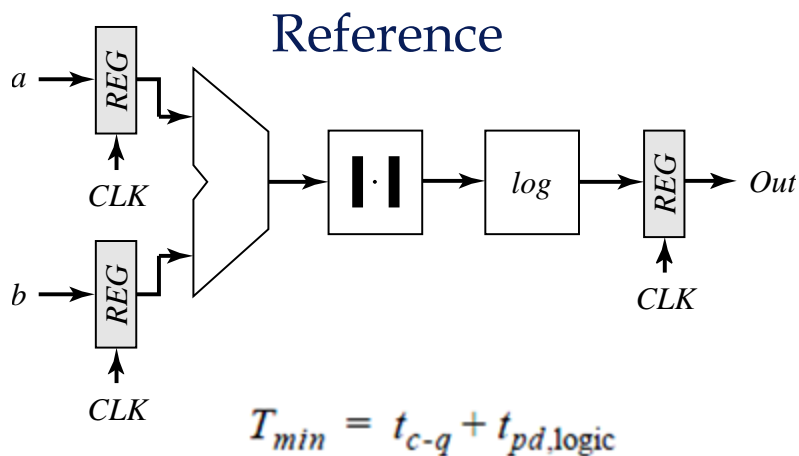 Reference
a
REG
CLK
b
REG
CLK
|·|
log
REG
CLK
Out
T_min = t_c-q + t_pd,logic